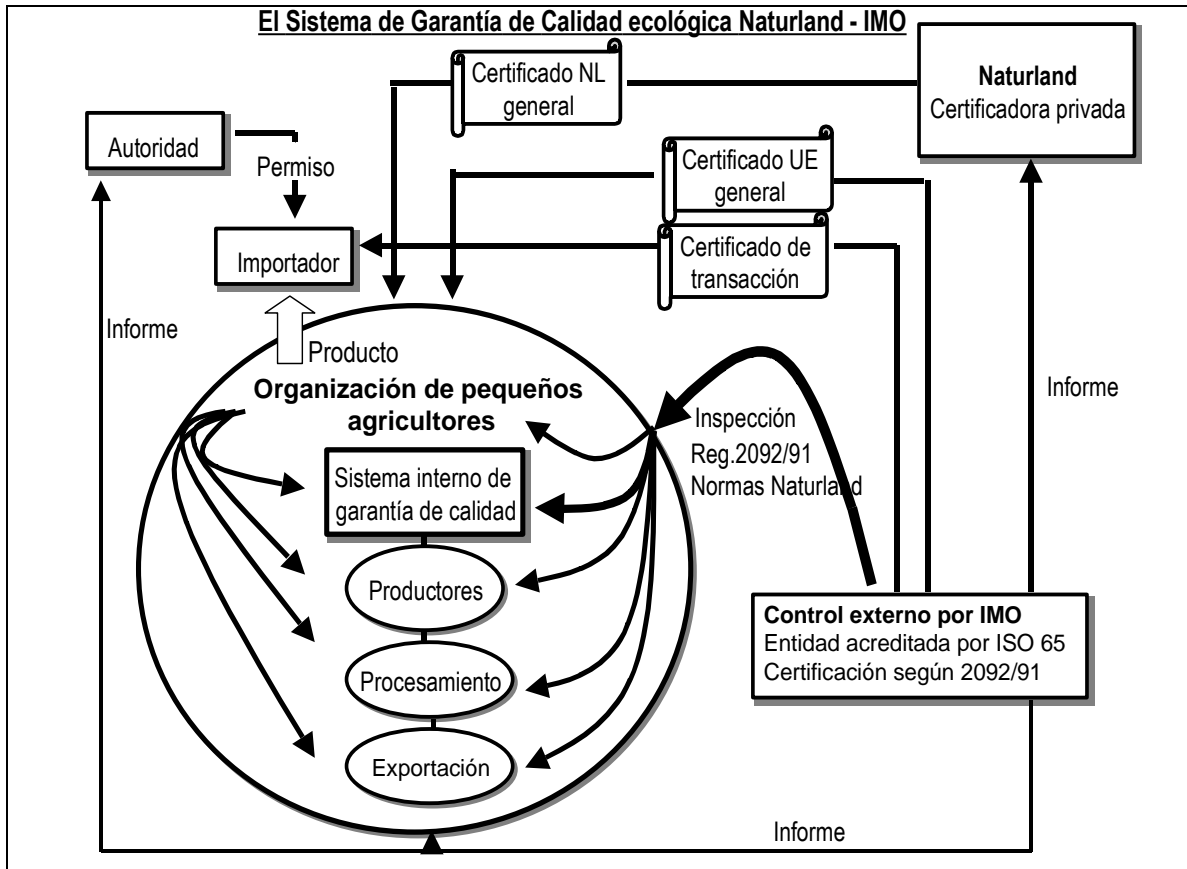 El Sistema de Garantía de Calidad ecológica Naturland - IMO
Certificado NL
general
Naturland
Certificadora privada
Autoridad
Permiso
Certificado UE
general
Importador
Certificado de
transacción
Informe
Producto
Organización de pequeños
agricultores
Informe
Inspección
Reg.2092/91
Normas Naturland
Sistema interno de
garantía de calidad
Productores
Control externo por IMO
Entidad acreditada por ISO 65
Certificación según 2092/91
Procesamiento
Exportación
Informe